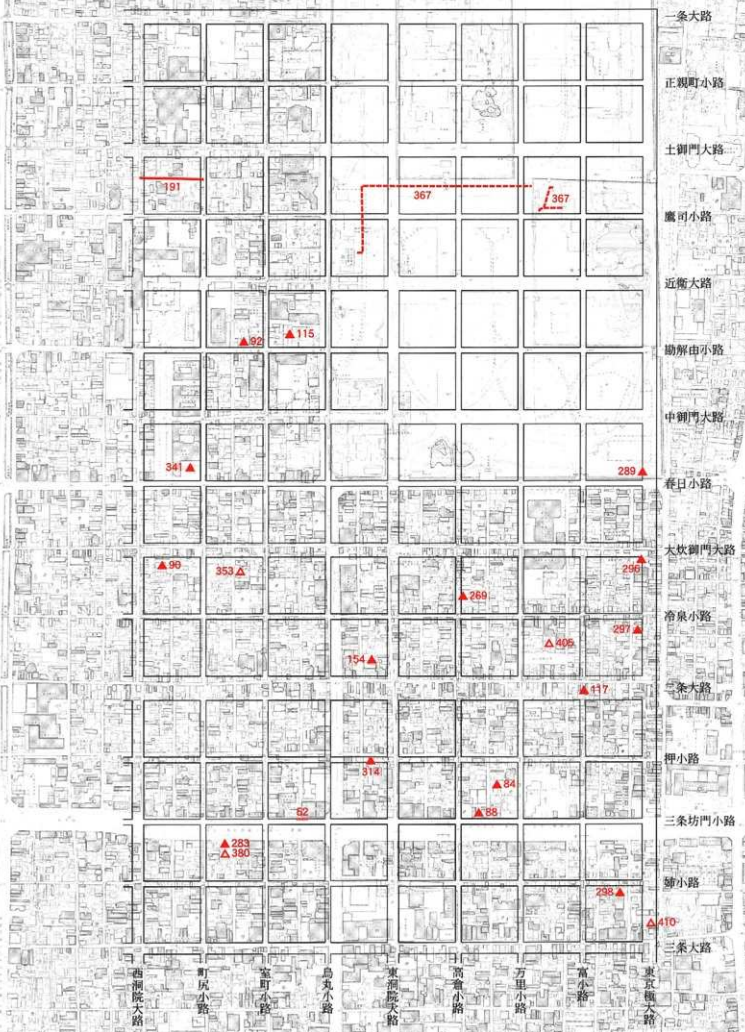 一条大路
正親町小路
土御門大路
191
367
367
鷹司小路
近衛大路
92
115
勘解由小路
中御門大路
341
289
春日小路
大炊御門大路
90
353
296
269
冷泉小路
297
405
154
二条大路
117
押小路
314
84
52
88
三条坊門小路
283
380
姉小路
298
410
三条大路
西洞院大路
町尻小路
室町小路
烏丸小路
東洞院大路
高倉小路
万里小路
富小路
東京極大路